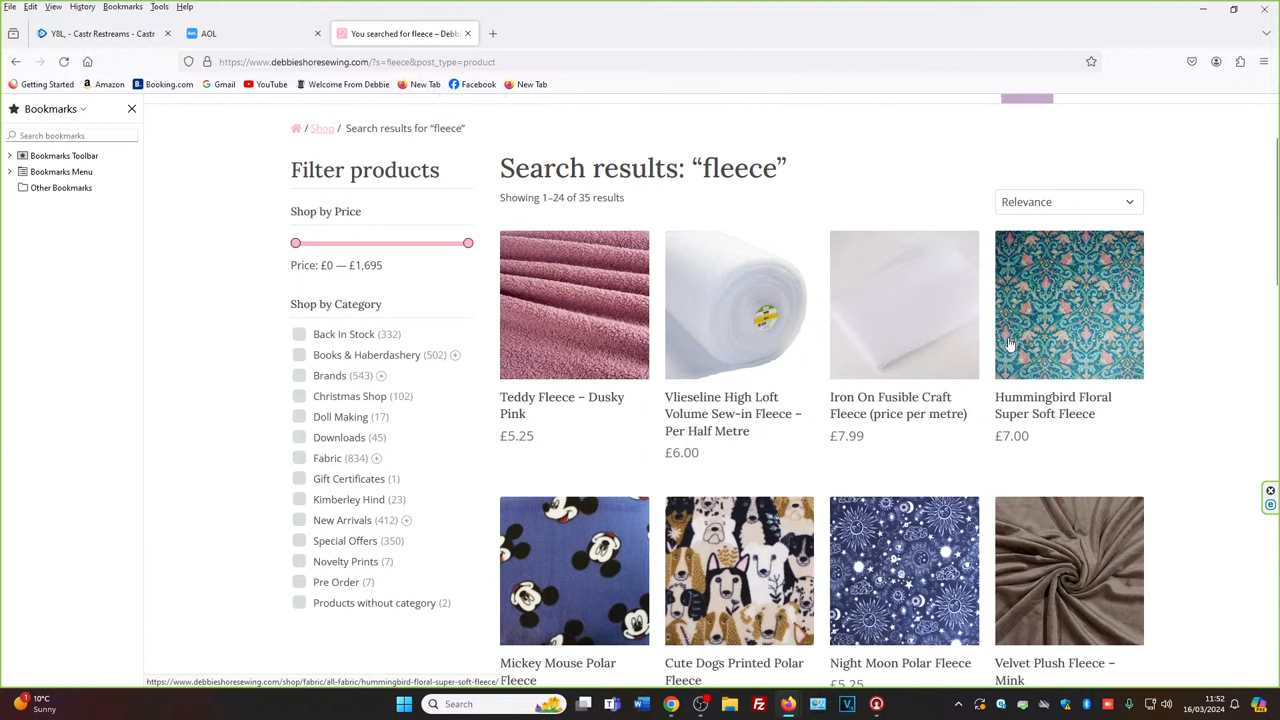 File Edit View History Bookmarks Tools Help
Y8L, - Castr Restreams - Castr
AOL
You searched for fleece – Debb
https://www.debbieshoresewing.com/?s=fleece&post_type=product
Getting Started Amazon Booking.com Gmail YouTube Welcome From Debbie New Tab Facebook New Tab
Bookmarks
Search bookmarks
Bookmarks Toolbar
Bookmarks Menu
Other Bookmarks
/ Shop / Search results for “fleece”
Filter products
Shop by Price
Price: £0 — £1,695
Shop by Category
Back In Stock (332)
Books & Haberdashery (502)
Brands (543)
Christmas Shop (102)
Doll Making (17)
Downloads (45)
Fabric (834)
Gift Certificates (1)
Kimberley Hind (23)
New Arrivals (412)
Special Offers (350)
Novelty Prints (7)
Pre Order (7)
Products without category (2)
Search results: “fleece”
Showing 1–24 of 35 results
Relevance
Teddy Fleece – Dusky
Pink
£5.25
Vlieseline High Loft
Volume Sew-in Fleece –
Per Half Metre
£6.00
Iron On Fusible Craft
Fleece (price per metre)
£7.99
Hummingbird Floral
Super Soft Fleece
£7.00
Mickey Mouse Polar
Fleece
Cute Dogs Printed Polar
Fleece
Night Moon Polar Fleece
£5.25
Velvet Plush Fleece –
Mink
https://www.debbieshoresewing.com/shop/fabric/all-fabric/hummingbird-floral-super-soft-fleece/
10°C
Sunny
Search
11:52
16/03/2024